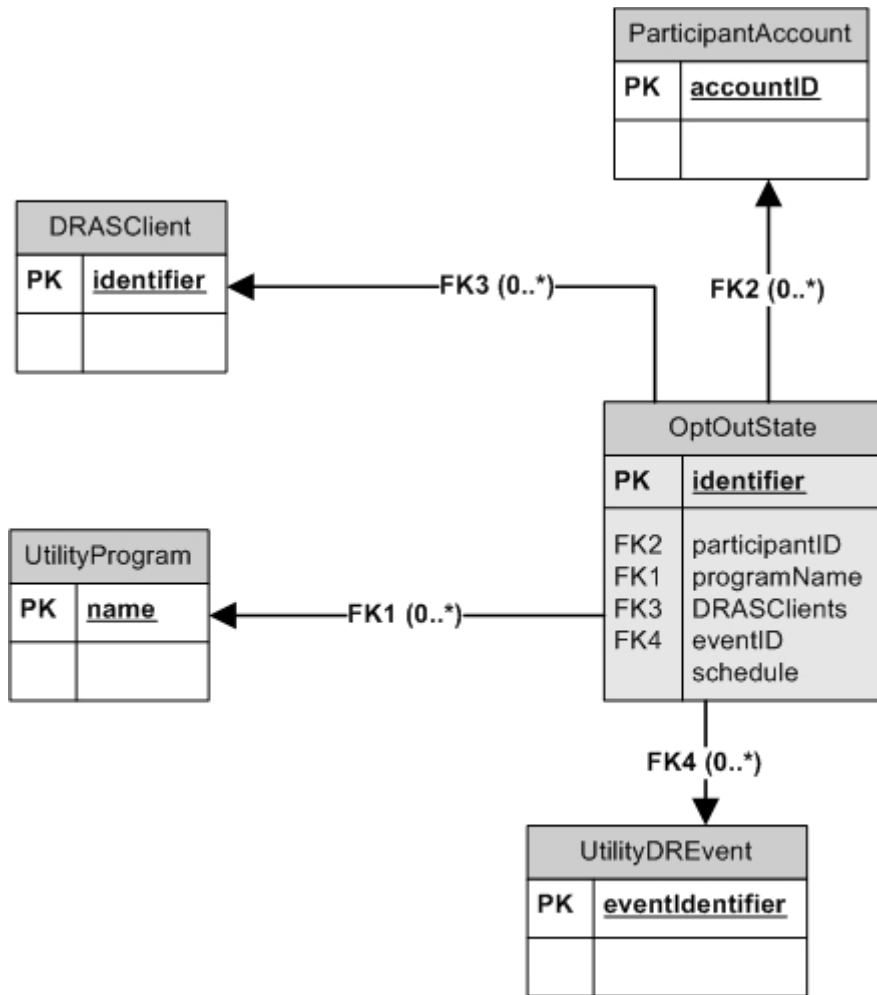 ParticipantAccount
PK accountID
DRASClient
PK identifier
FK3 (0..*)
FK2 (0..*)
OptOutState
PK identifier
FK2 participantID
FK1 programName
FK3 DRASClients
FK4 eventID
schedule
UtilityProgram
PK name
FK1 (0..*)
FK4 (0..*)
UtilityDREvent
PK eventIdentifier